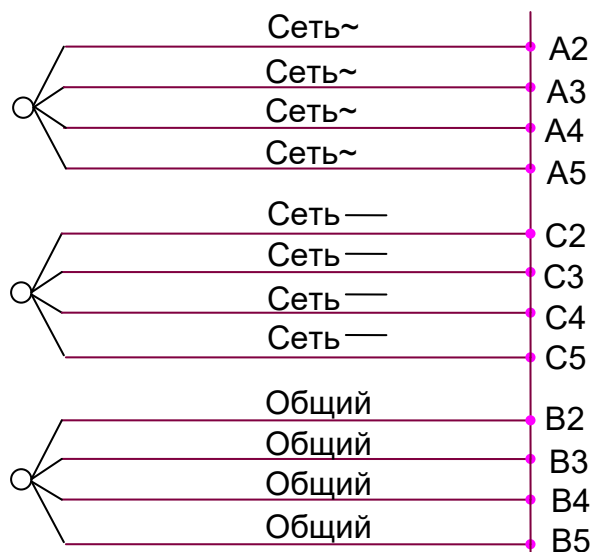 Сеть~ A2
Сеть~ A3
Сеть~ A4
Сеть~ A5
Сеть — C2
Сеть — C3
Сеть — C4
Сеть — C5
Общий B2
Общий B3
Общий B4
Общий B5